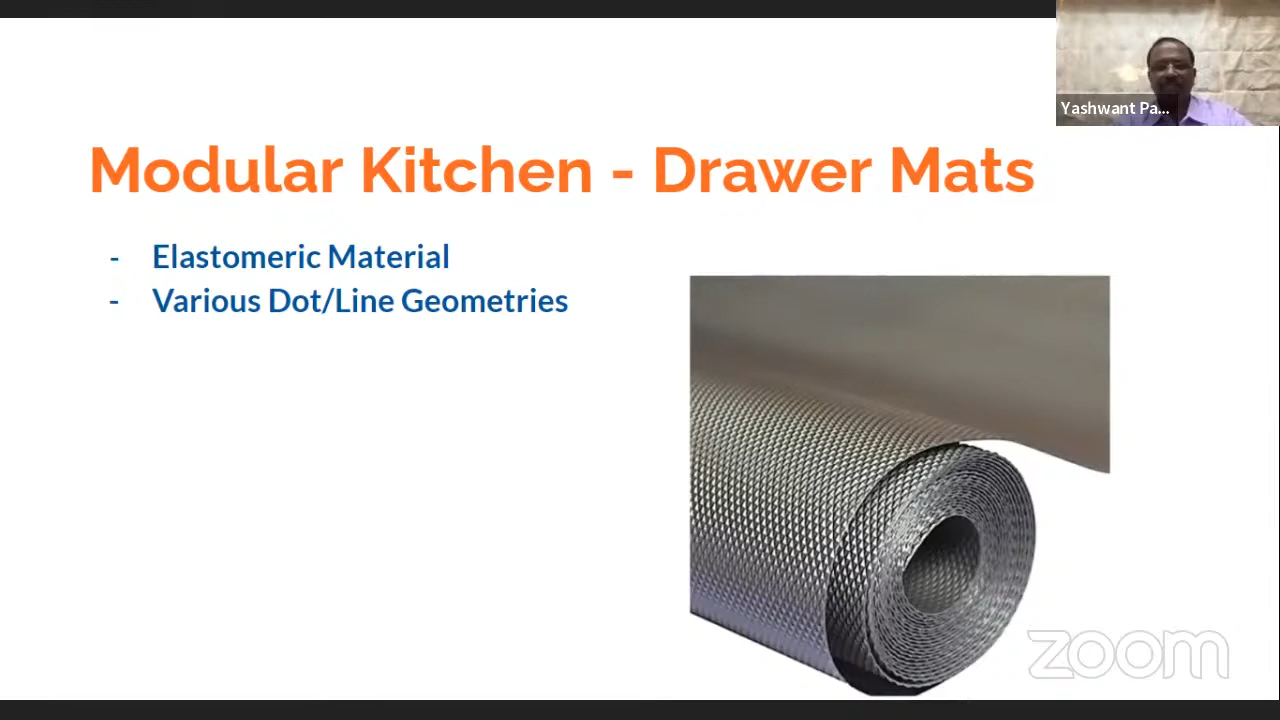 Yashwant Pa...
Modular Kitchen - Drawer Mats
- Elastomeric Material
- Various Dot/Line Geometries
zoom